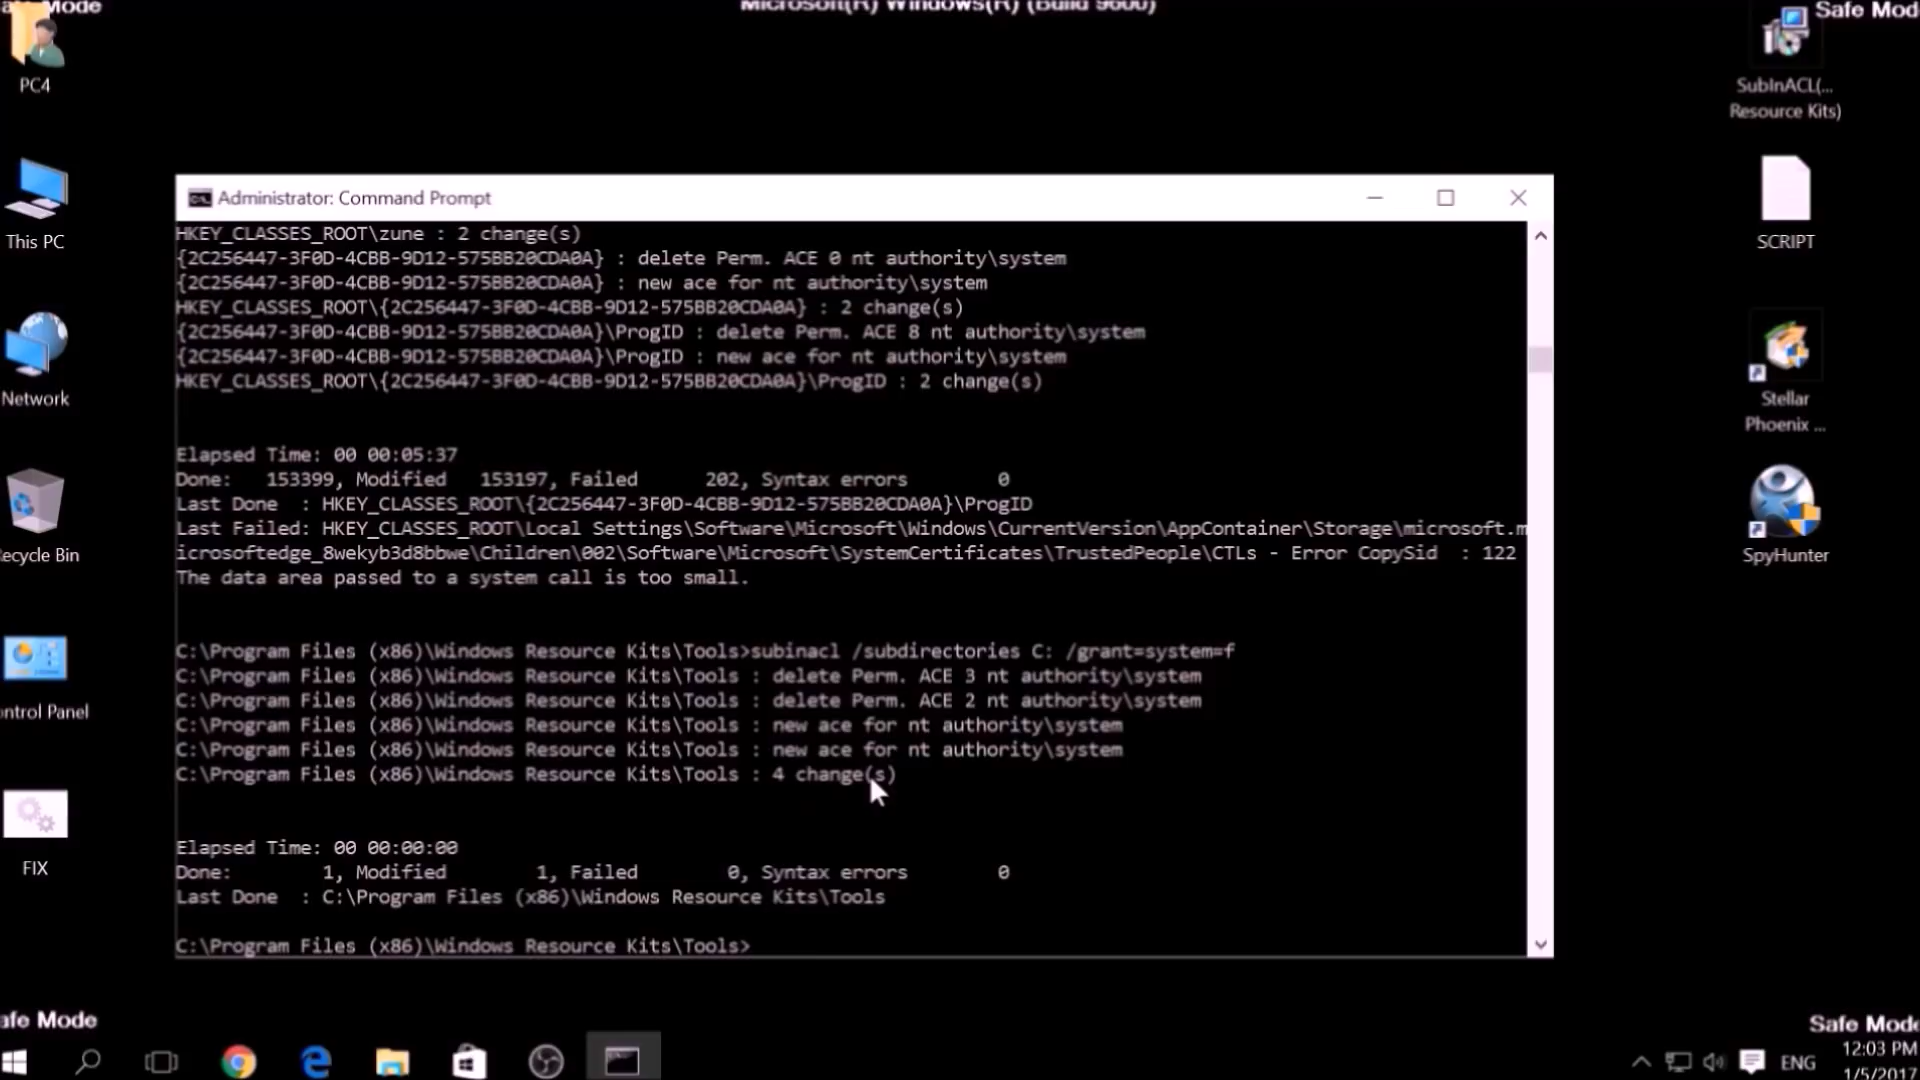 Mode
Microsoft(R) Windows(R) (Build 9600)
Safe Mod
PC4
This PC
Network
ecycle Bin
ntrol Panel
FIX
SubInACL(...
Resource Kits)
SCRIPT
Stellar
Phoenix ...
SpyHunter
Administrator: Command Prompt
HKEY_CLASSES_ROOT\zune : 2 change(s)
{2C256447-3F0D-4CBB-9D12-575BB20CDA0A} : delete Perm. ACE 0 nt authority\system
{2C256447-3F0D-4CBB-9D12-575BB20CDA0A} : new ace for nt authority\system
HKEY_CLASSES_ROOT\{2C256447-3F0D-4CBB-9D12-575BB20CDA0A} : 2 change(s)
{2C256447-3F0D-4CBB-9D12-575BB20CDA0A}\ProgID : delete Perm. ACE 8 nt authority\system
{2C256447-3F0D-4CBB-9D12-575BB20CDA0A}\ProgID : new ace for nt authority\system
HKEY_CLASSES_ROOT\{2C256447-3F0D-4CBB-9D12-575BB20CDA0A}\ProgID : 2 change(s)
Elapsed Time: 00 00:05:37
Done:   153399, Modified   153197, Failed      202, Syntax errors        0
Last Done  : HKEY_CLASSES_ROOT\{2C256447-3F0D-4CBB-9D12-575BB20CDA0A}\ProgID
Last Failed: HKEY_CLASSES_ROOT\Local Settings\Software\Microsoft\Windows\CurrentVersion\AppContainer\Storage\microsoft.m
icrosoftedge_8wekyb3d8bbwe\Children\002\Software\Microsoft\SystemCertificates\TrustedPeople\CTLs - Error CopySid  : 122
The data area passed to a system call is too small.
C:\Program Files (x86)\Windows Resource Kits\Tools>subinacl /subdirectories C: /grant=system=f
C:\Program Files (x86)\Windows Resource Kits\Tools : delete Perm. ACE 3 nt authority\system
C:\Program Files (x86)\Windows Resource Kits\Tools : delete Perm. ACE 2 nt authority\system
C:\Program Files (x86)\Windows Resource Kits\Tools : new ace for nt authority\system
C:\Program Files (x86)\Windows Resource Kits\Tools : new ace for nt authority\system
C:\Program Files (x86)\Windows Resource Kits\Tools : 4 change(s)
Elapsed Time: 00 00:00:00
Done:        1, Modified        1, Failed        0, Syntax errors        0
Last Done  : C:\Program Files (x86)\Windows Resource Kits\Tools
C:\Program Files (x86)\Windows Resource Kits\Tools>
afe Mode
Safe Mode
ENG
12:03 PM
1/5/2017